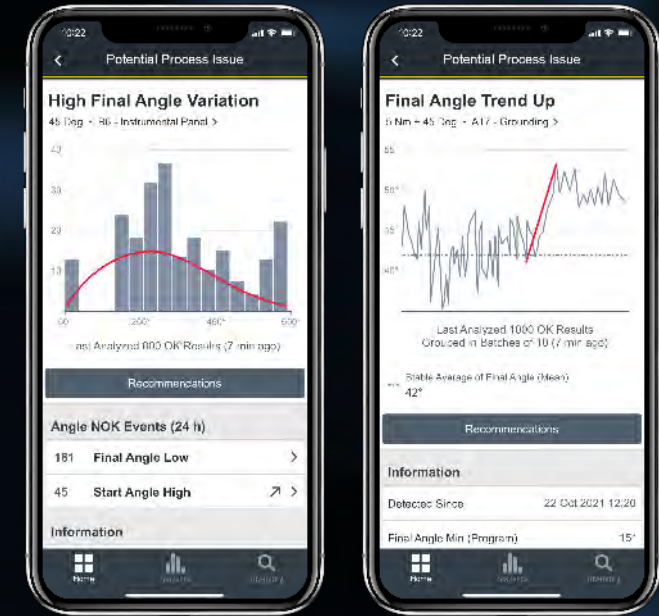 10:22
Potential Process Issue
High Final Angle Variation
45 Deg • B6 - Instrumental Panel >
40
30
20
10
200°
600°
Last Analyzed 800 OK Results (7 min ago)
Recommendations
Angle NOK Events (24 h)
181 Final Angle Low
45 Start Angle High
Information
Home
10:22
Potential Process Issue
Final Angle Trend Up
5 Nm + 45 Deg • A17 - Grounding >
55
50°
45°
40°
Last Analyzed 1000 OK Results
Grouped in Batches of 10 (7 min ago)
Stable Average of Final Angle (Mean)
42°
Recommendations
Information
Detected Since 22 Oct 2021 12:20
Final Angle Min (Program) 15°
Home